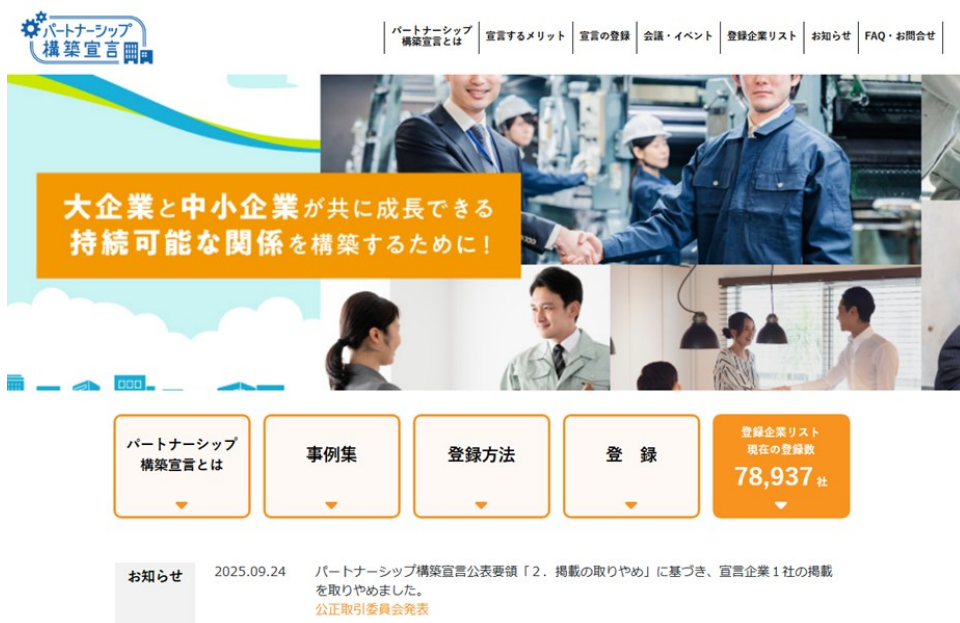 パートナーシップ
構築宣言
パートナーシップ
構築宣言とは
宣言するメリット
宣言の登録
会議・イベント
登録企業リスト
お知らせ
FAQ・お問合せ
大企業と中小企業が共に成長できる
持続可能な関係を構築するために!
パートナーシップ
構築宣言とは
事例集
登録方法
登 録
登録企業リスト
現在の登録数
78,937 社
お知らせ
2025.09.24
パートナーシップ構築宣言公表要領「2.掲載の取りやめ」に基づき、宣言企業1社の掲載
を取りやめました。
公正取引委員会発表